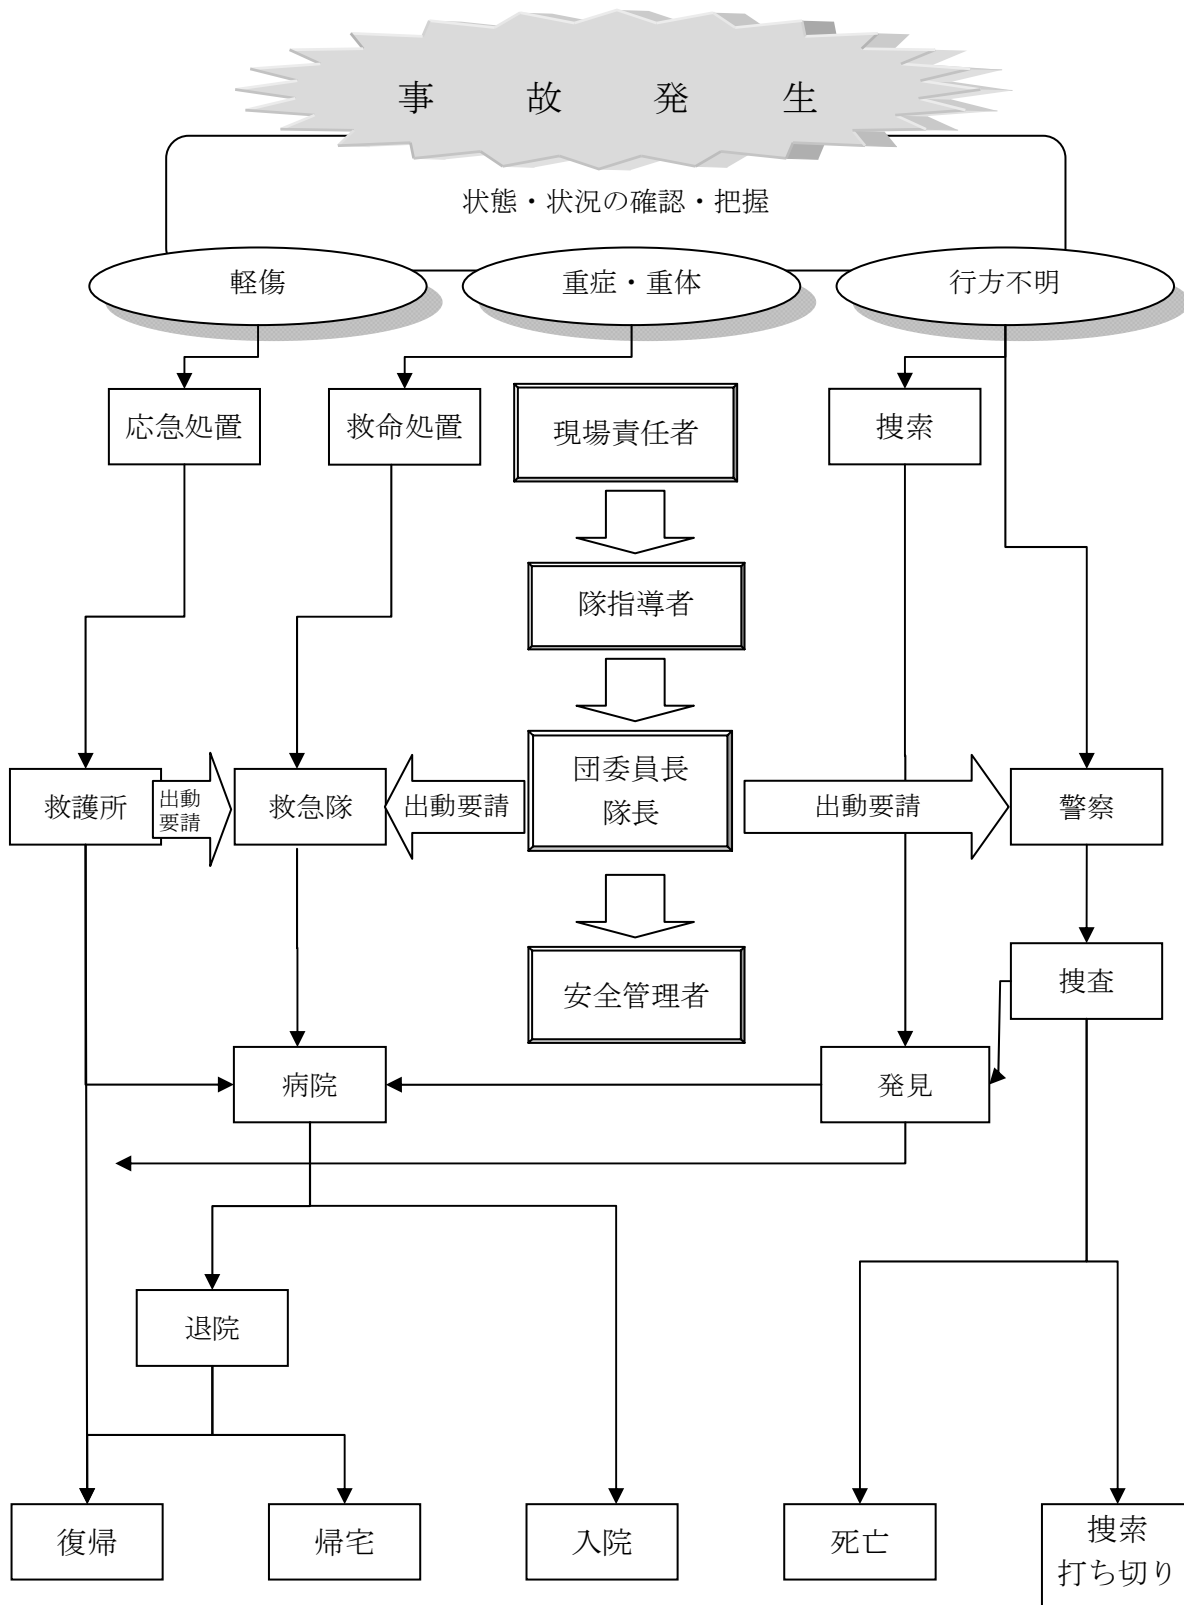 事故発生
状態・状況の確認・把握
軽傷
重症・重体
行方不明
応急処置
救命処置
現場責任者
捜索
隊指導者
救護所
出動
要請
救急隊
出動要請
団委員長
隊長
出動要請
警察
安全管理者
捜査
病院
発見
退院
復帰
帰宅
入院
死亡
捜索
打ち切り